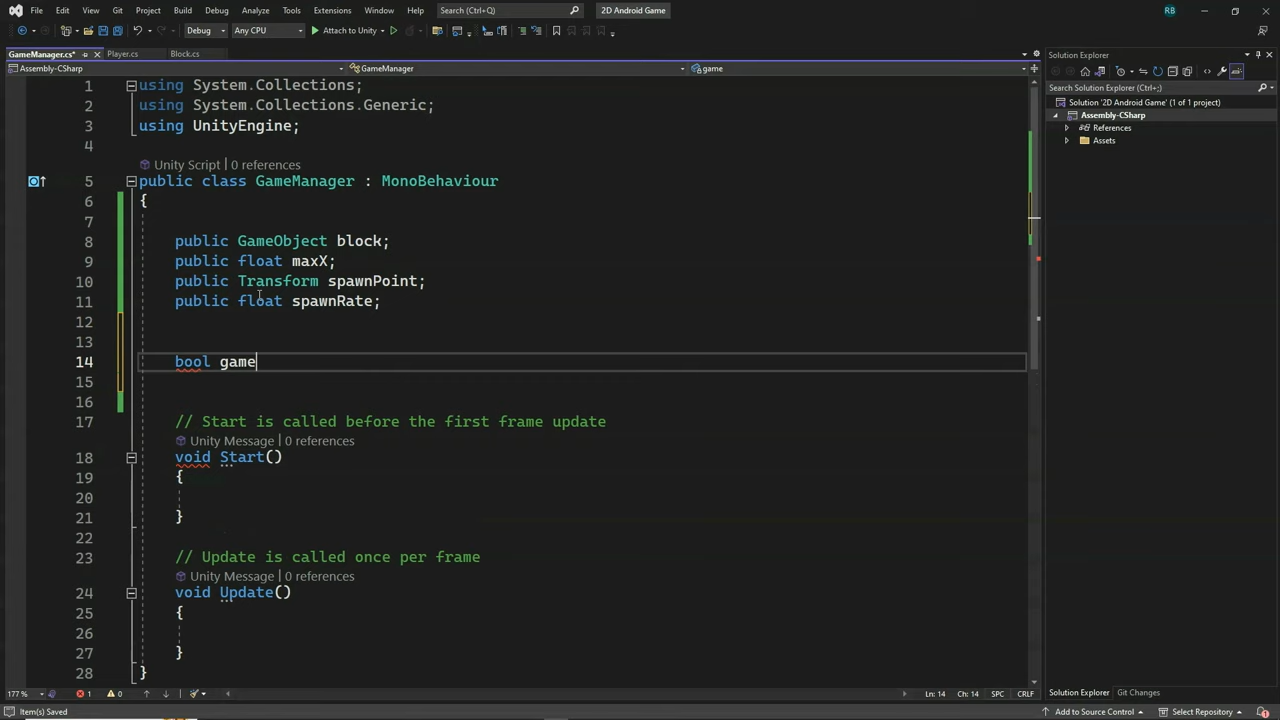 File Edit View Git Project Build Debug Analyze Tools Extensions Window Help Search (Ctrl+Q) 2D Android Game RB
Debug Any CPU Attach to Unity
GameManager.cs* Player.cs Block.cs
Assembly-CSharp GameManager game
1 using System.Collections;
2 using System.Collections.Generic;
3 using UnityEngine;
4
Unity Script | 0 references
5 public class GameManager : MonoBehaviour
6 {
7
8 public GameObject block;
9 public float maxX;
10 public Transform spawnPoint;
11 public float spawnRate;
12
13
14 bool game
15
16
17 // Start is called before the first frame update
Unity Message | 0 references
18 void Start()
19 {
20
21 }
22
23 // Update is called once per frame
Unity Message | 0 references
24 void Update()
25 {
26
27 }
28 }
177 % 1 0 Ln: 14 Ch: 14 SPC CRLF
Solution Explorer
Search Solution Explorer (Ctrl+;)
Solution '2D Android Game' (1 of 1 project)
Assembly-CSharp
References
Assets
Solution Explorer Git Changes
Item(s) Saved Add to Source Control Select Repository 1